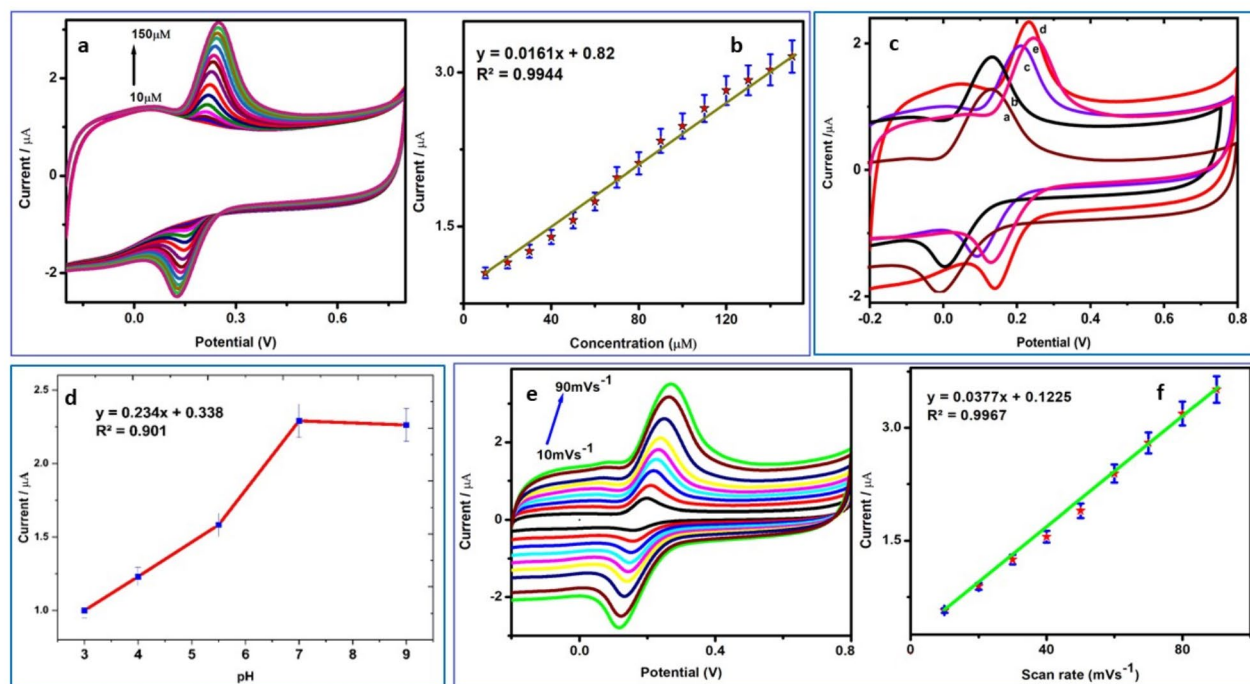 a
150μM
10μM
2
0
-2
0.0
0.3
0.6
Current / μA
Potential (V)
b
y = 0.0161x + 0.82
R² = 0.9944
3.0
1.5
0
40
80
120
Current / μA
Concentration (μM)
c
d
e
c
b
a
2
0
-2
-0.2
0.0
0.2
0.4
0.6
0.8
Current /μA
Potential (V)
d
y = 0.234x + 0.338
R² = 0.901
2.5
2.0
1.5
1.0
3
4
5
6
7
8
9
Current / μA
pH
e
90mVs⁻¹
10mVs⁻¹
2
0
-2
0.0
0.4
0.8
Current / μA
Potential (V)
f
y = 0.0377x + 0.1225
R² = 0.9967
3.0
1.5
0
40
80
Current / μA
Scan rate (mVs⁻¹)